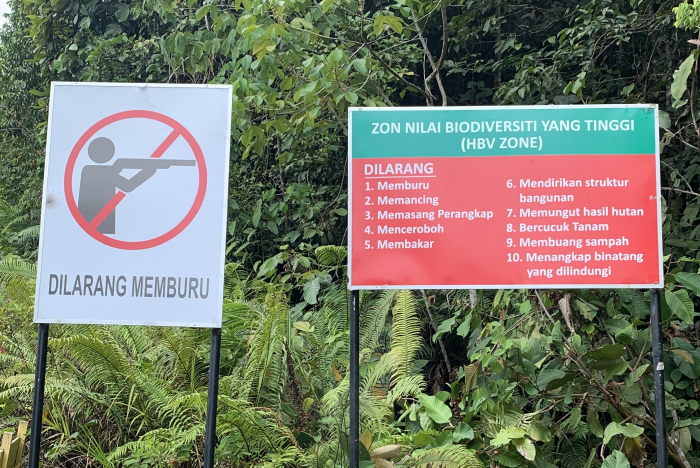 DILARANG MEMBURU
ZON NILAI BIODIVERSITI YANG TINGGI
(HBV ZONE)
DILARANG
1. Memburu
2. Memancing
3. Memasang Perangkap
4. Menceroboh
5. Membakar
6. Mendirikan struktur
bangunan
7. Memungut hasil hutan
8. Bercucuk Tanam
9. Membuang sampah
10. Menangkap binatang
yang dilindungi